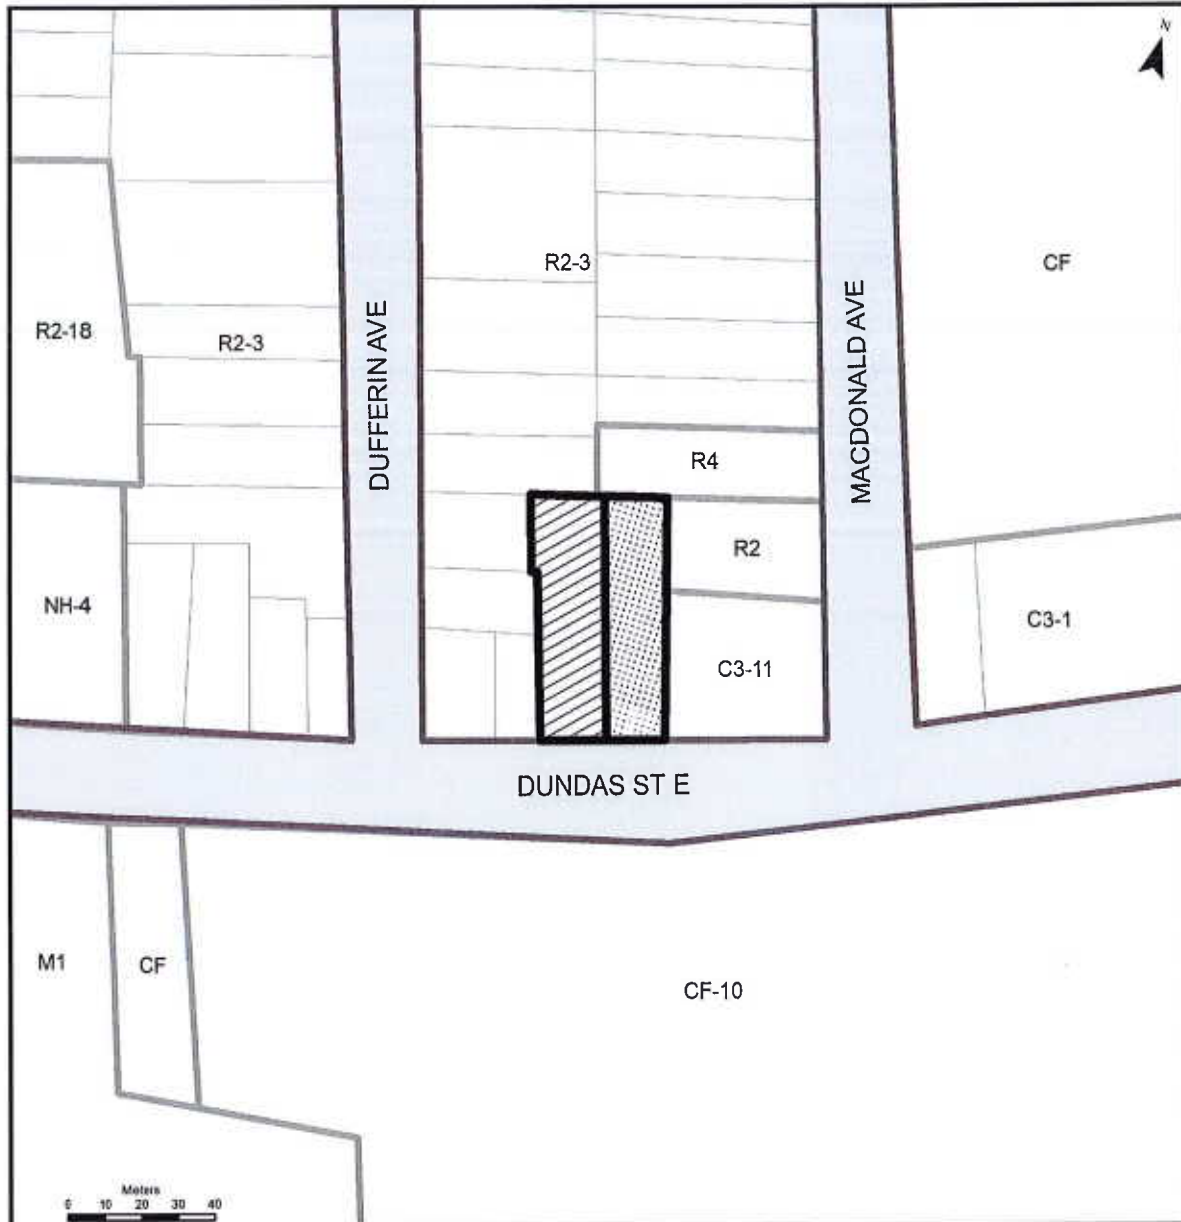 N
R2-3
CF
R2-18
R2-3
DUFFERIN AVE
MACDONALD AVE
R4
R2
NH-4
C3-1
C3-11
DUNDAS ST E
M1
CF
CF-10
Meters
0 10 20 30 40